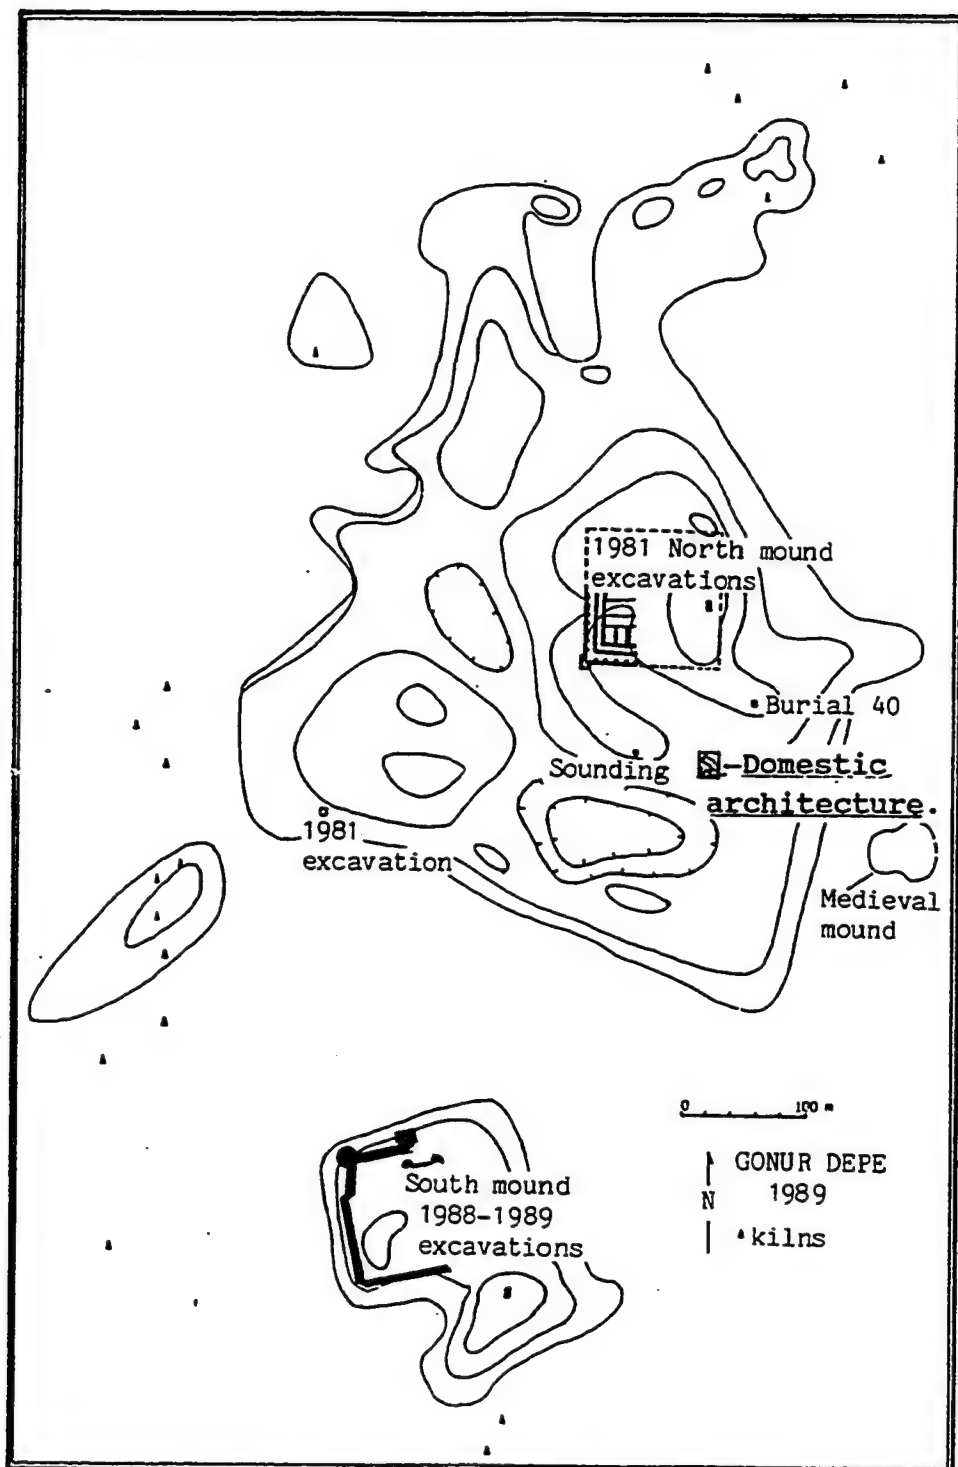 1981 North mound
excavations
Burial 40
Sounding
Domestic
architecture.
1981
excavation
Medieval
mound
0 100 m
South mound
1988-1989
excavations
GONUR DEPE
1989
N
kilns